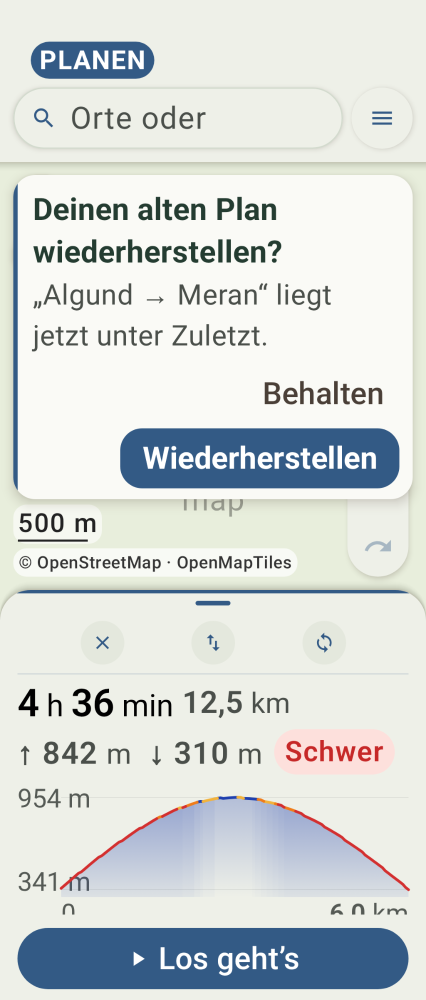 PLANEN
Orte oder
Deinen alten Plan
wiederherstellen?
„Algund → Meran“ liegt
jetzt unter Zuletzt.
Behalten
Wiederherstellen
map
500 m
© OpenStreetMap · OpenMapTiles
4 h 36 min 12,5 km
↑ 842 m ↓ 310 m Schwer
954 m
341 m
0 6,0 km
Los geht’s